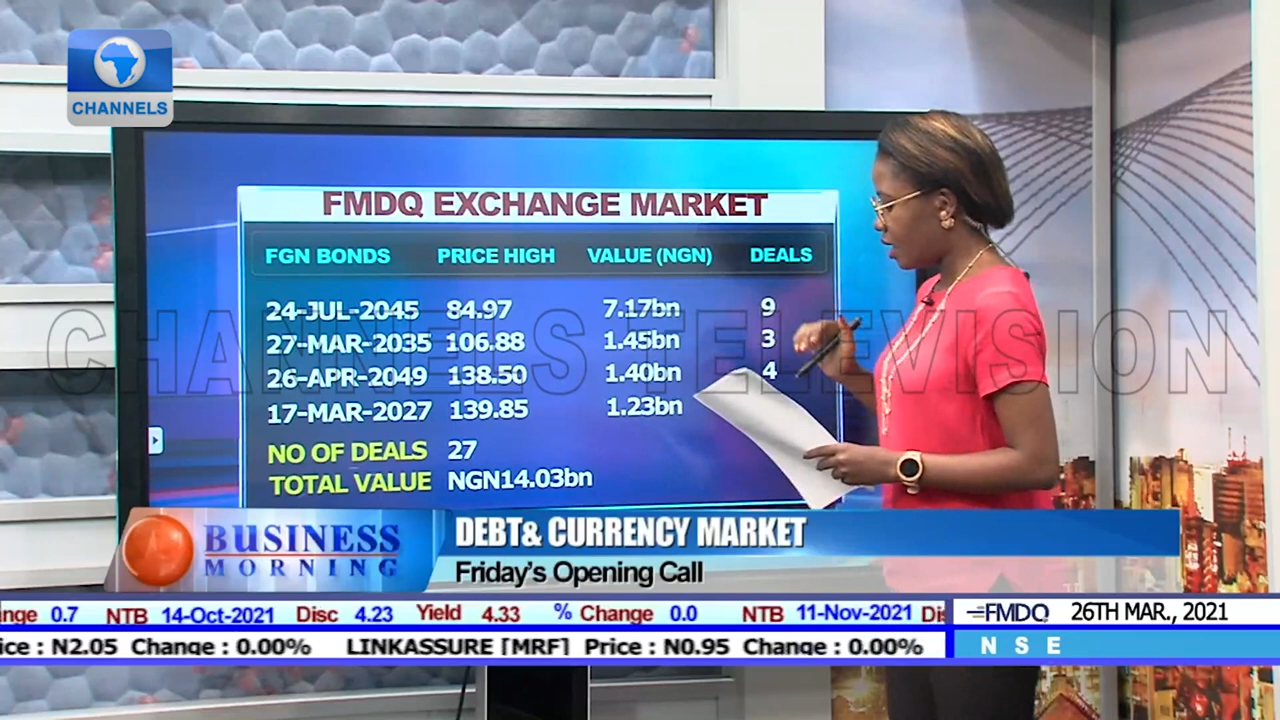 CHANNELS
FMDQ EXCHANGE MARKET
FGN BONDS PRICE HIGH VALUE (NGN) DEALS
24-JUL-2045 84.97 7.17bn 9
27-MAR-2035 106.88 1.45bn 3
26-APR-2049 138.50 1.40bn 4
17-MAR-2027 139.85 1.23bn
NO OF DEALS 27
TOTAL VALUE NGN14.03bn
CHANNELS TELEVISION
BUSINESS
MORNING
DEBT& CURRENCY MARKET
Friday's Opening Call
nge 0.7 NTB 14-Oct-2021 Disc 4.23 Yield 4.33 % Change 0.0 NTB 11-Nov-2021 Dis
FMDQ 26TH MAR., 2021
ice : N2.05 Change : 0.00% LINKASSURE [MRF] Price : N0.95 Change : 0.00%
NSE